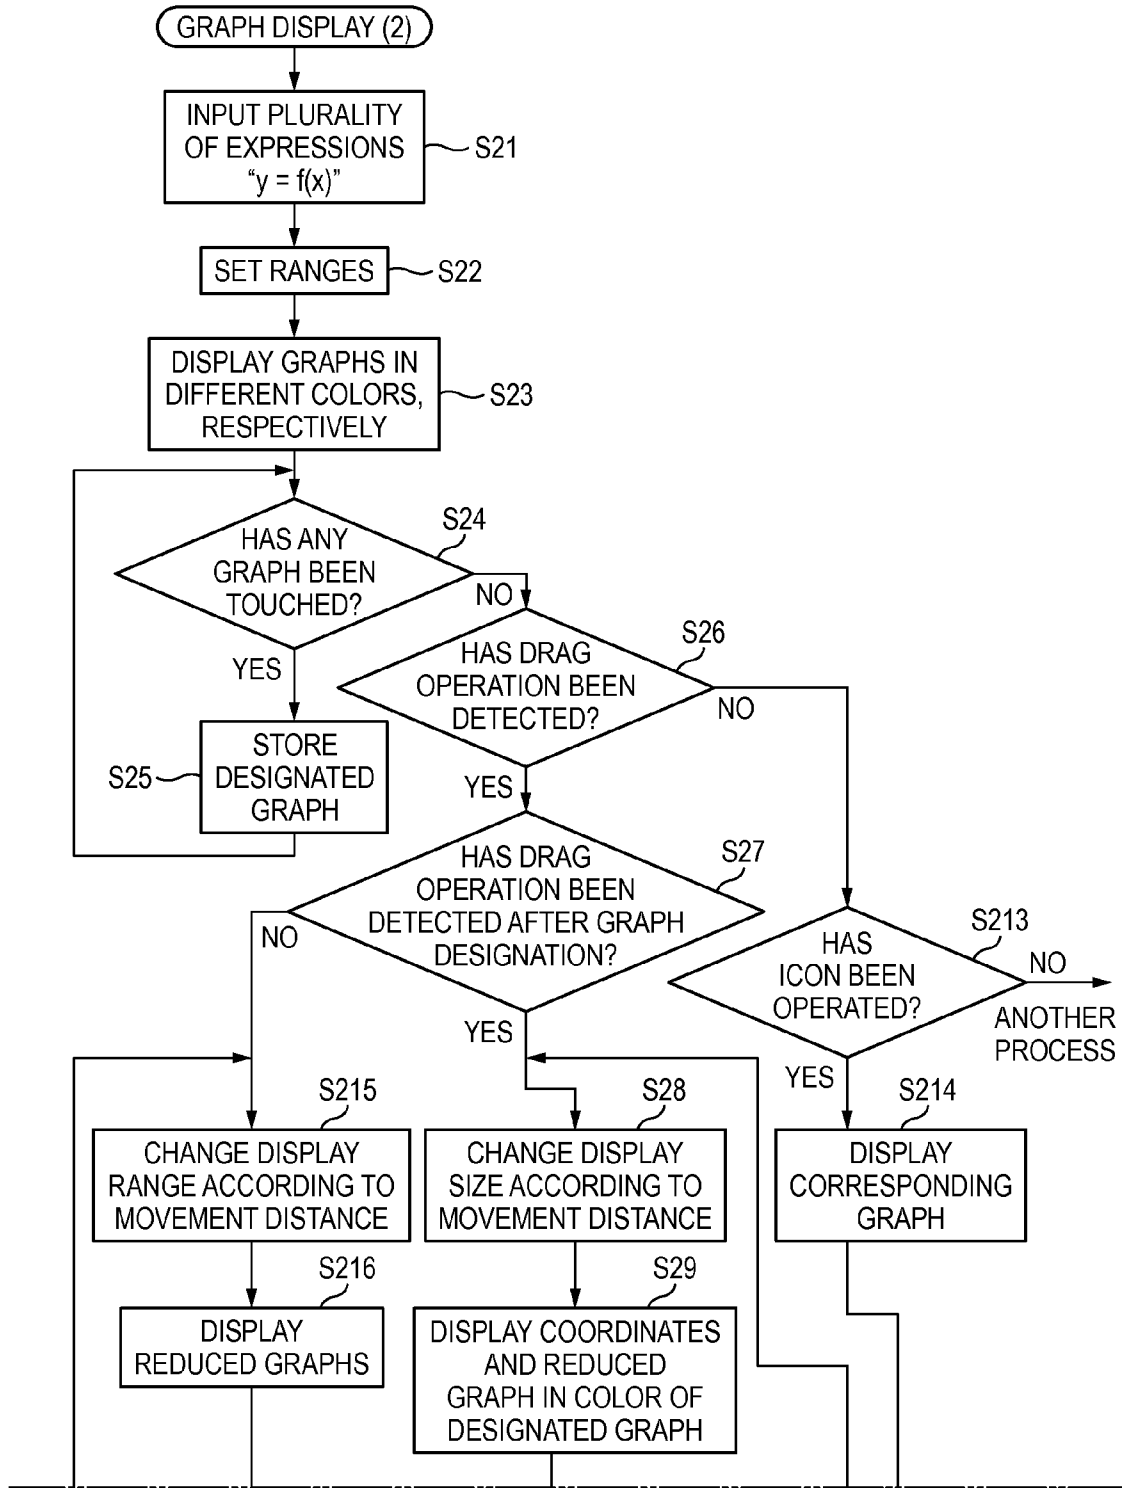 GRAPH DISPLAY (2)
INPUT PLURALITY
OF EXPRESSIONS
“y = f(x)”
S21
SET RANGES
S22
DISPLAY GRAPHS IN
DIFFERENT COLORS,
RESPECTIVELY
S23
S24
HAS ANY
GRAPH BEEN
TOUCHED?
NO
YES
S26
HAS DRAG
OPERATION BEEN
DETECTED?
NO
YES
STORE
DESIGNATED
GRAPH
S25
S27
HAS DRAG
OPERATION BEEN
DETECTED AFTER GRAPH
DESIGNATION?
NO
YES
S213
HAS
ICON BEEN
OPERATED?
NO
ANOTHER
PROCESS
YES
S215
CHANGE DISPLAY
RANGE ACCORDING TO
MOVEMENT DISTANCE
S28
CHANGE DISPLAY
SIZE ACCORDING TO
MOVEMENT DISTANCE
S214
DISPLAY
CORRESPONDING
GRAPH
S216
DISPLAY
REDUCED GRAPHS
S29
DISPLAY COORDINATES
AND REDUCED
GRAPH IN COLOR OF
DESIGNATED GRAPH